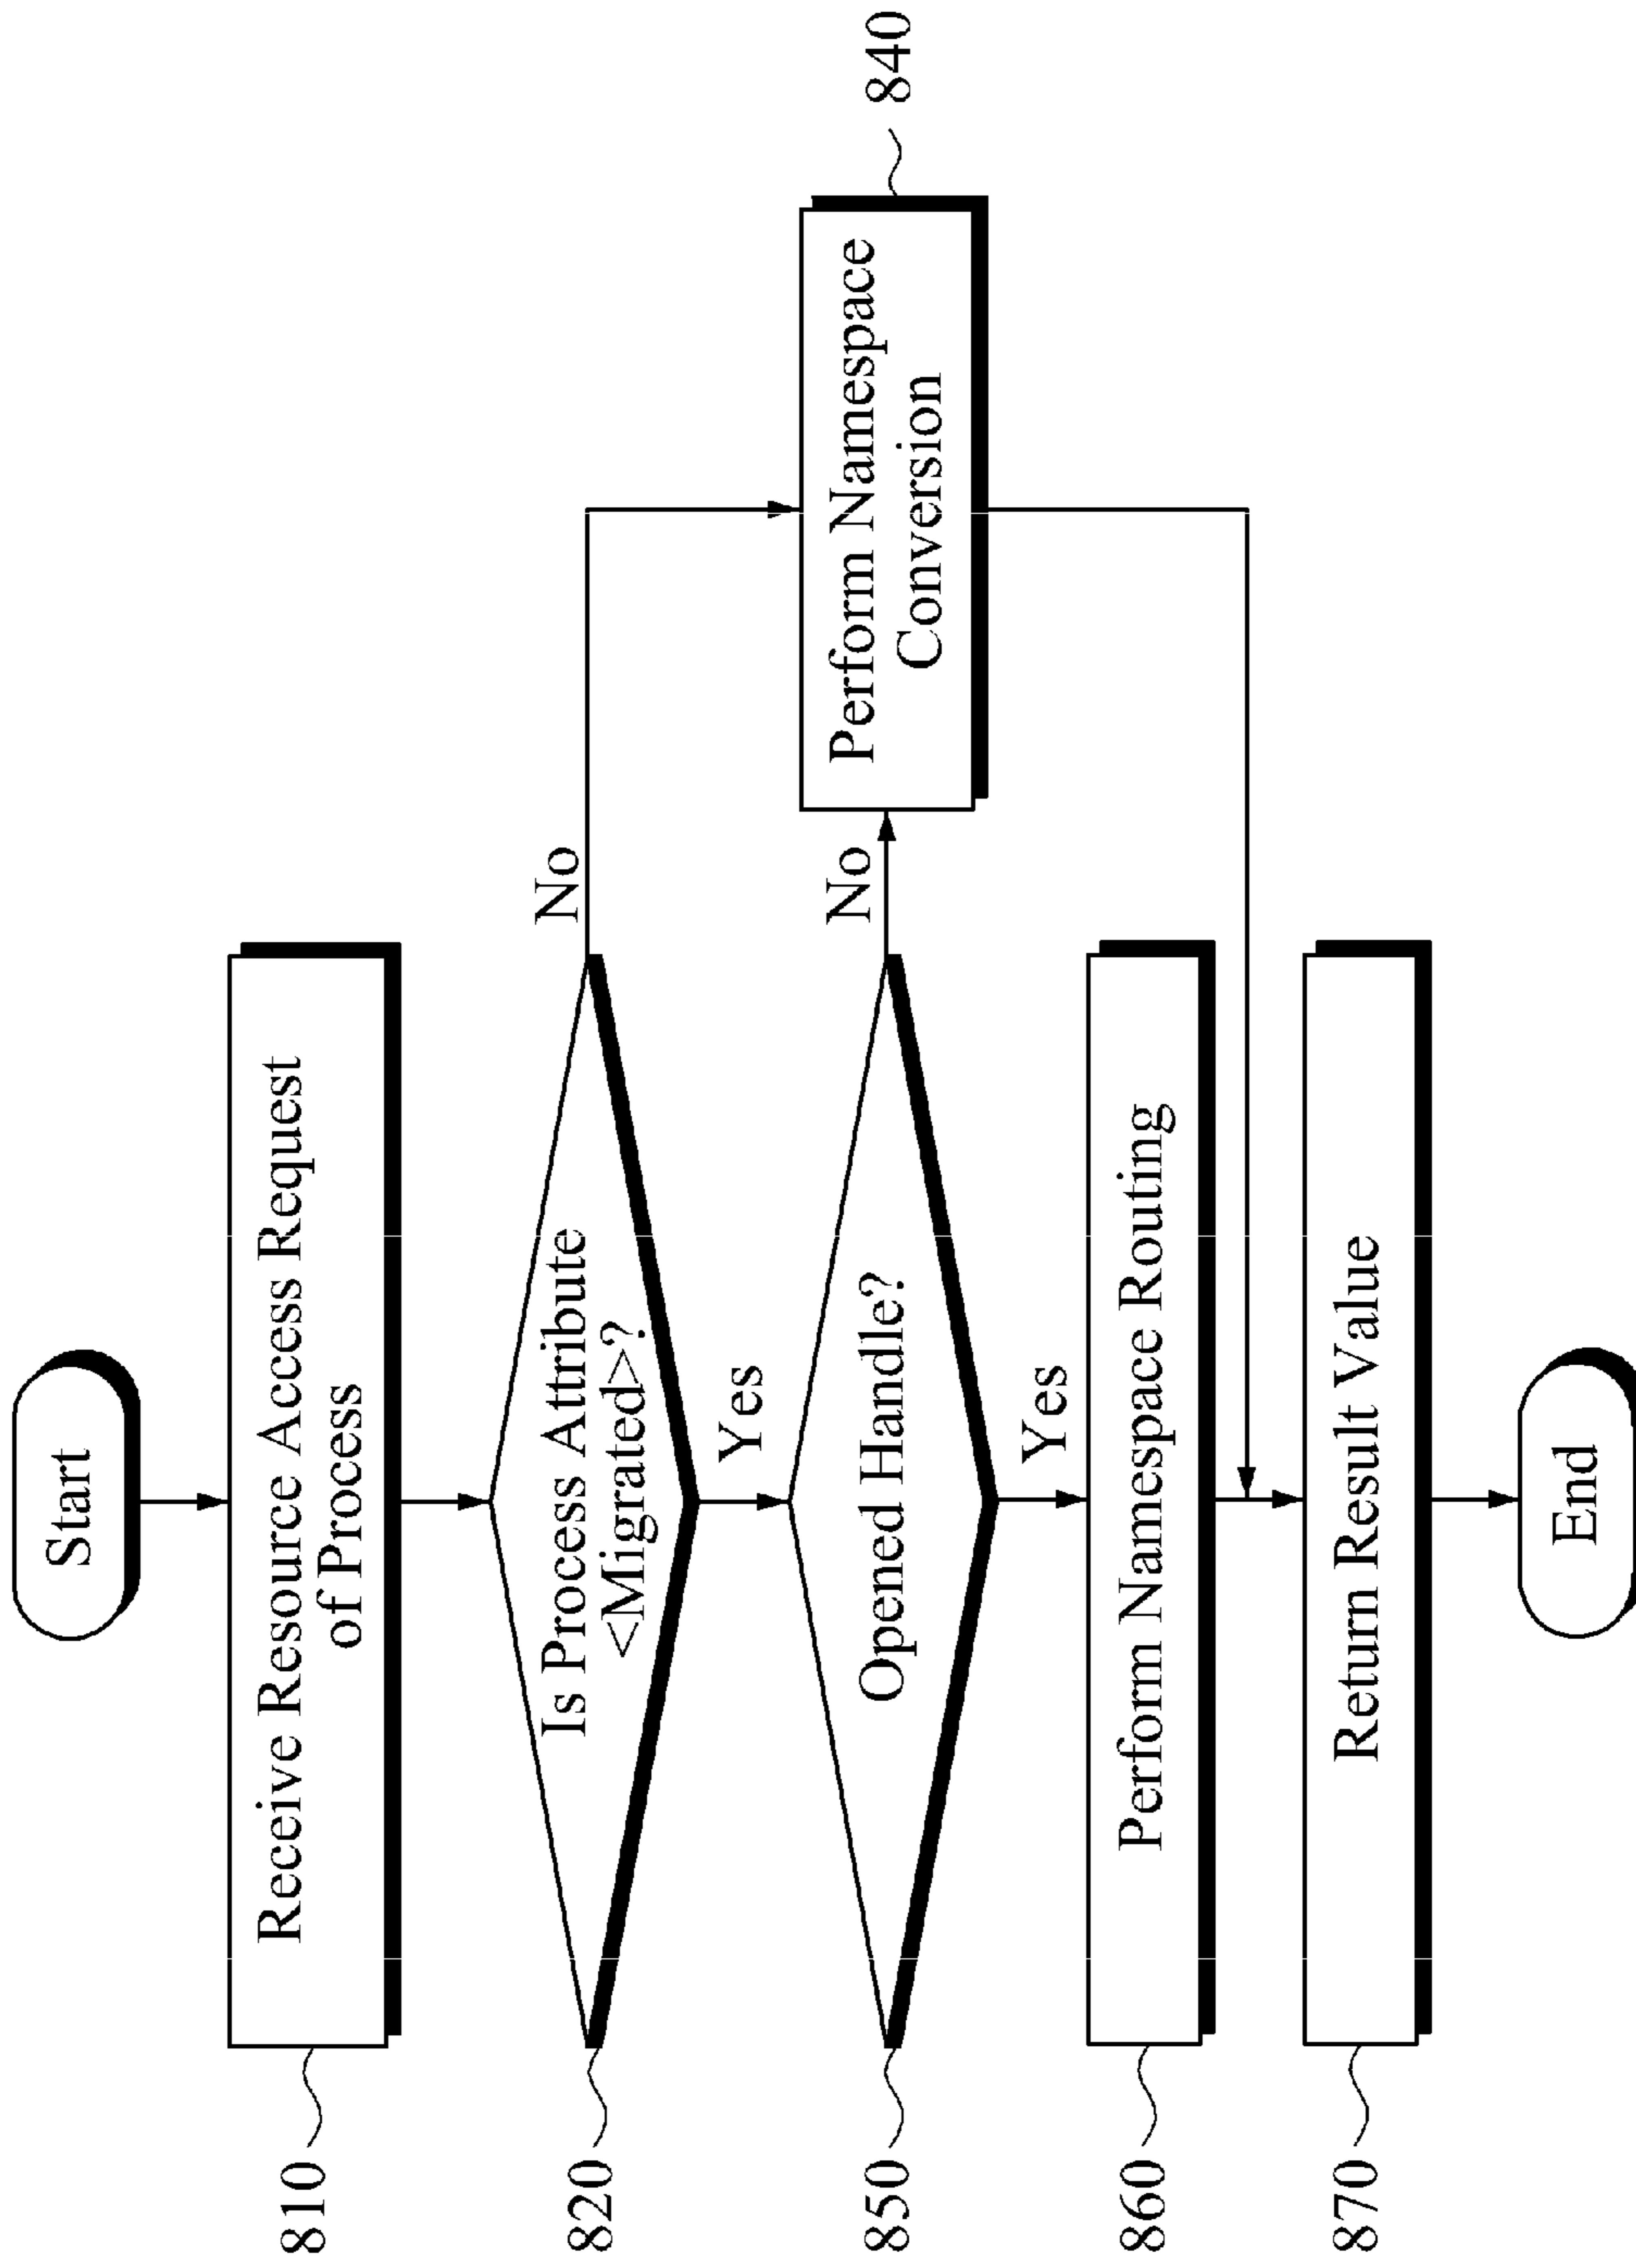 Start
Receive Resource Access Request
of Process
810
Is Process Attribute
<Migrated>?
820
No
Yes
Opened Handle?
850
No
Perform Namespace
Conversion
840
Yes
Perform Namespace Routing
860
Return Result Value
870
End